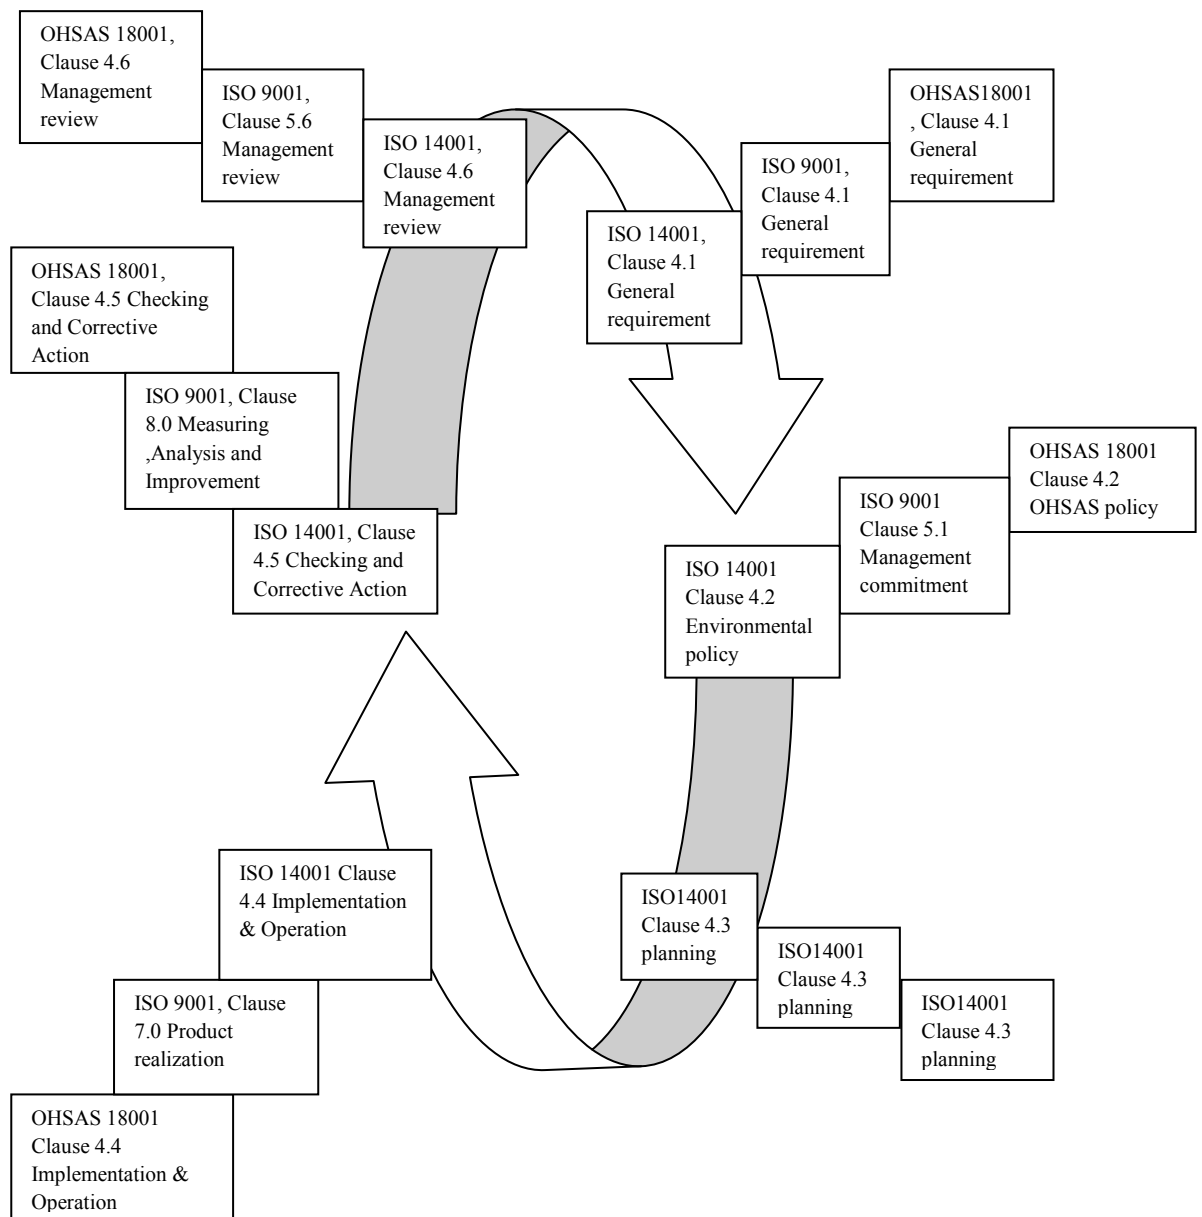 OHSAS 18001,
Clause 4.6
Management
review
ISO 9001,
Clause 5.6
Management
review
ISO 14001,
Clause 4.6
Management
review
OHSAS18001
, Clause 4.1
General
requirement
ISO 9001,
Clause 4.1
General
requirement
ISO 14001,
Clause 4.1
General
requirement
OHSAS 18001,
Clause 4.5 Checking
and Corrective
Action
ISO 9001, Clause
8.0 Measuring
,Analysis and
Improvement
ISO 14001, Clause
4.5 Checking and
Corrective Action
OHSAS 18001
Clause 4.2
OHSAS policy
ISO 9001
Clause 5.1
Management
commitment
ISO 14001
Clause 4.2
Environmental
policy
ISO 14001 Clause
4.4 Implementation
& Operation
ISO 9001, Clause
7.0 Product
realization
OHSAS 18001
Clause 4.4
Implementation &
Operation
ISO14001
Clause 4.3
planning
ISO14001
Clause 4.3
planning
ISO14001
Clause 4.3
planning